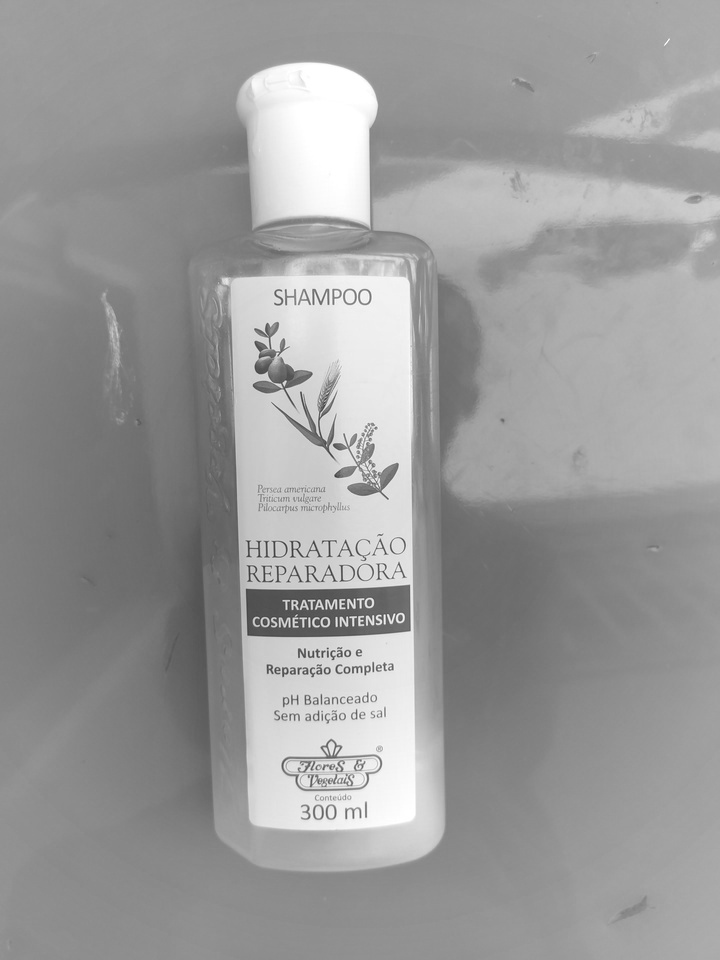 SHAMPOO
Persea americana
Triticum vulgare
Pilocarpus microphyllus
HIDRATAÇÃO
REPARADORA
TRATAMENTO
COSMÉTICO INTENSIVO
Nutrição e
Reparação Completa
pH Balanceado
Sem adição de sal
Flores & ®
Vegetais
Conteúdo
300 ml